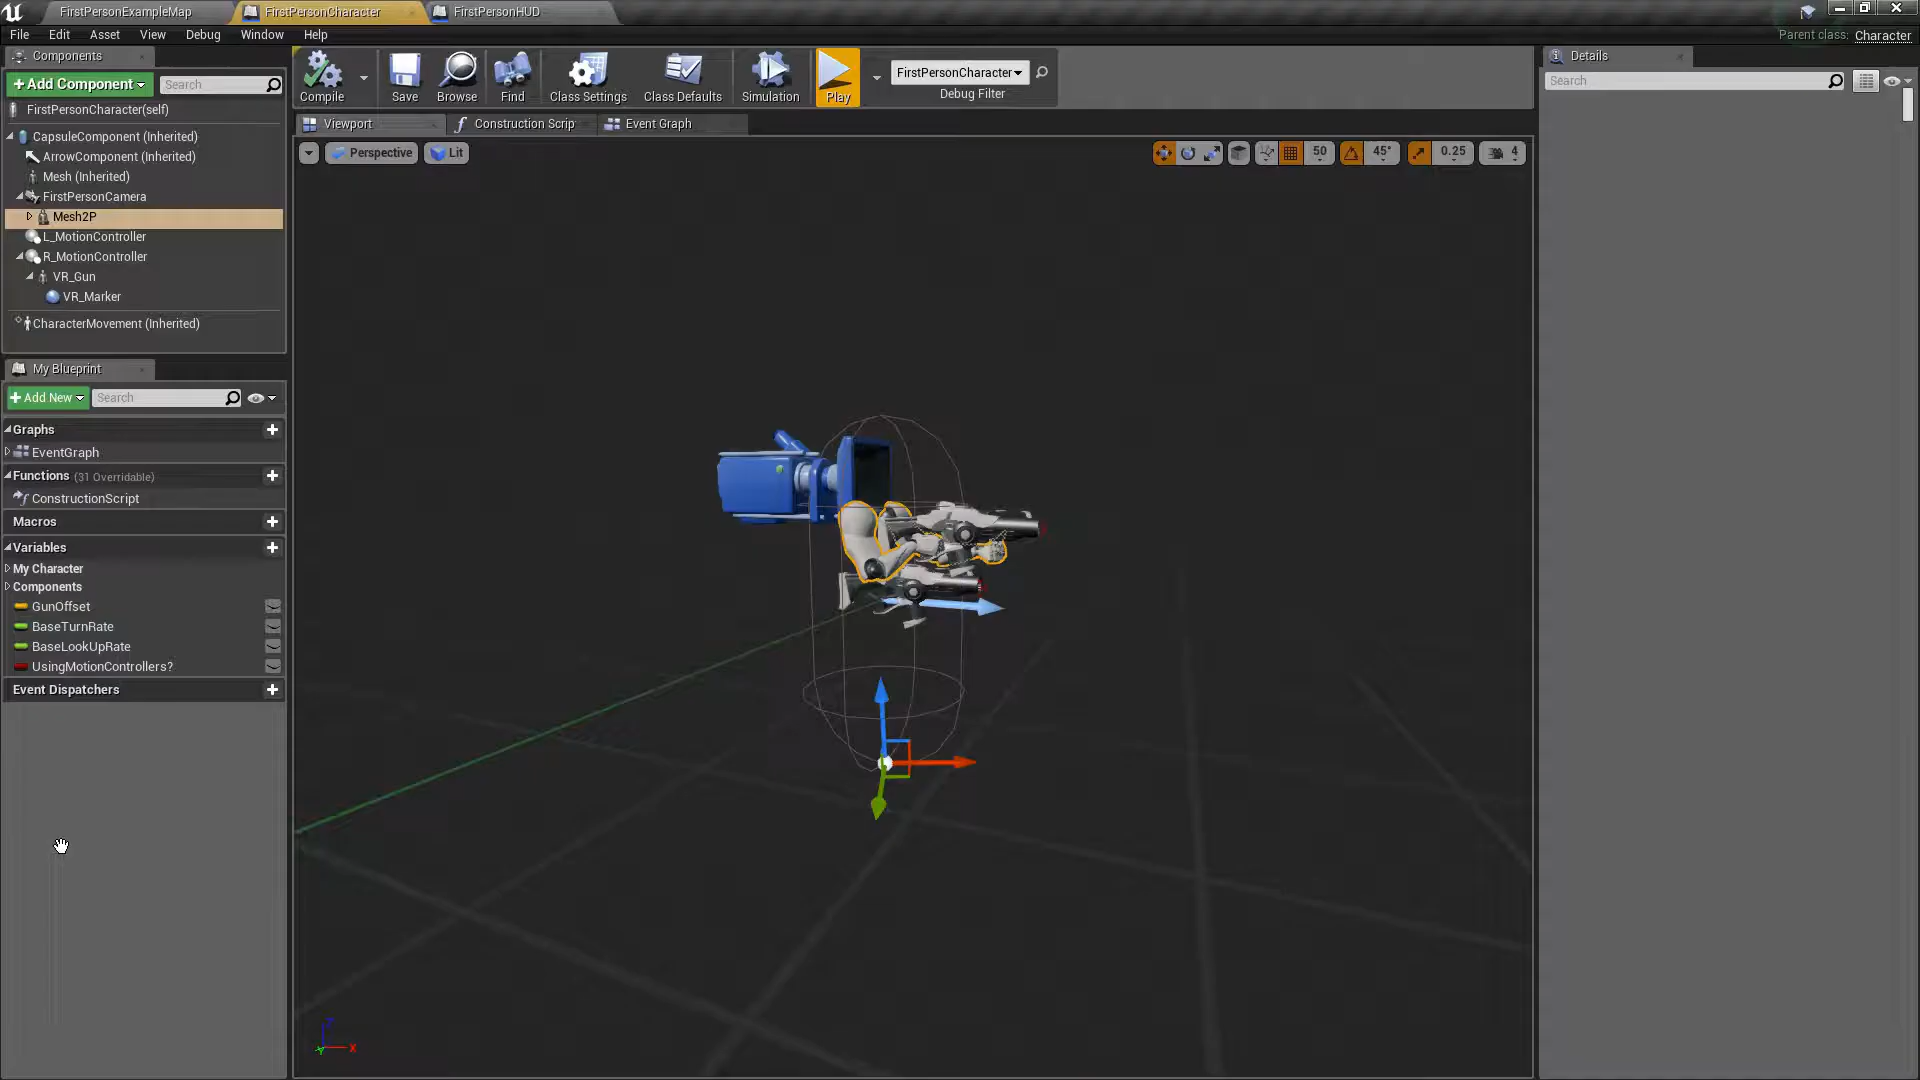 FirstPersonExampleMap
FirstPersonCharacter
FirstPersonHUD
File Edit Asset View Debug Window Help
Parent class: Character
Components
Add Component
Search
FirstPersonCharacter(self)
CapsuleComponent (Inherited)
ArrowComponent (Inherited)
Mesh (Inherited)
FirstPersonCamera
Mesh2P
L_MotionController
R_MotionController
VR_Gun
VR_Marker
CharacterMovement (Inherited)
My Blueprint
Add New
Search
Graphs
EventGraph
Functions (31 Overridable)
ConstructionScript
Macros
Variables
My Character
Components
GunOffset
BaseTurnRate
BaseLookUpRate
UsingMotionControllers?
Event Dispatchers
Compile
Save
Browse
Find
Class Settings
Class Defaults
Simulation
Play
FirstPersonCharacter
Debug Filter
Viewport
Construction Scrip
Event Graph
Perspective
Lit
50
45°
0.25
4
Z
X
Y
Details
Search